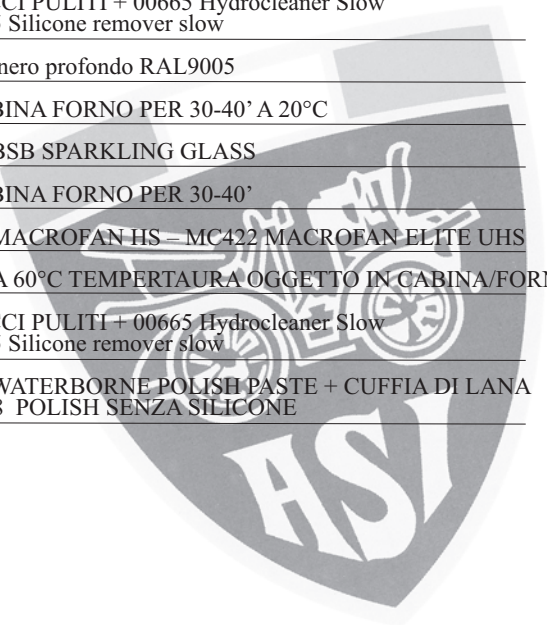 CI PULITI + 00665 Hydrocleaner Slow
Silicone remover slow
nero profondo RAL9005
BINA FORNO PER 30-40’ A 20°C
BSB SPARKLING GLASS
BINA FORNO PER 30-40’
MACROFAN HS – MC422 MACROFAN ELITE UHS
A 60°C TEMPERTAURA OGGETTO IN CABINA/FORN
CI PULITI + 00665 Hydrocleaner Slow
Silicone remover slow
WATERBORNE POLISH PASTE + CUFFIA DI LANA
8 POLISH SENZA SILICONE
ASI